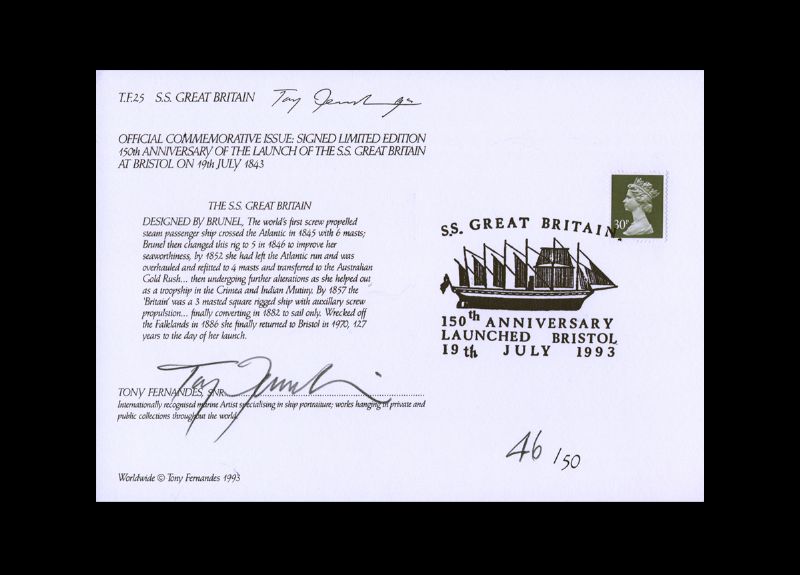 T.F.25 S.S. GREAT BRITAIN
OFFICIAL COMMEMORATIVE ISSUE: SIGNED LIMITED EDITION
150th ANNIVERSARY OF THE LAUNCH OF THE S.S. GREAT BRITAIN
AT BRISTOL ON 19th JULY 1843
THE S.S. GREAT BRITAIN
DESIGNED BY BRUNEL, The world's first screw propelled
steam passenger ship crossed the Atlantic in 1845 with 6 masts;
Brunel then changed this rig to 5 in 1846 to improve her
seaworthiness, by 1852 she had left the Atlantic run and was
overhauled and refitted to 4 masts and transferred to the Australian
Gold Rush... then undergoing further alterations as she helped out
as a troopship in the Crimea and Indian Mutiny. By 1857 the
'Britain' was a 3 masted square rigged ship with auxillary screw
propulstion... finally converting in 1882 to sail only. Wrecked off
the Falklands in 1886 she finally returned to Bristol in 1970, 127
years to the day of her launch.
TONY FERNANDES, SNR
Internationally recognised marine Artist specialising in ship portraiture; works hanging in private and
public collections throughout the world
Worldwide © Tony Fernandes 1993
30P
S.S. GREAT BRITAIN
150th ANNIVERSARY
LAUNCHED BRISTOL
19th JULY 1993
46/50